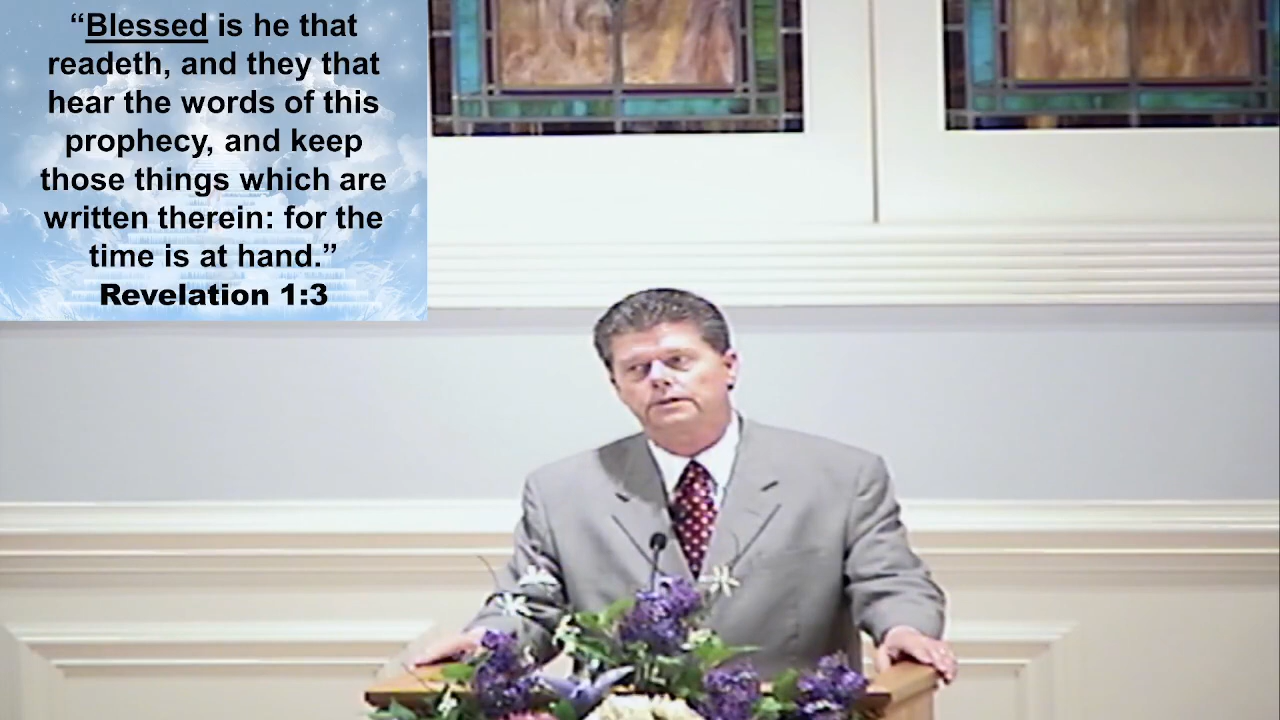 “Blessed is he that
readeth, and they that
hear the words of this
prophecy, and keep
those things which are
written therein: for the
time is at hand.”
Revelation 1:3